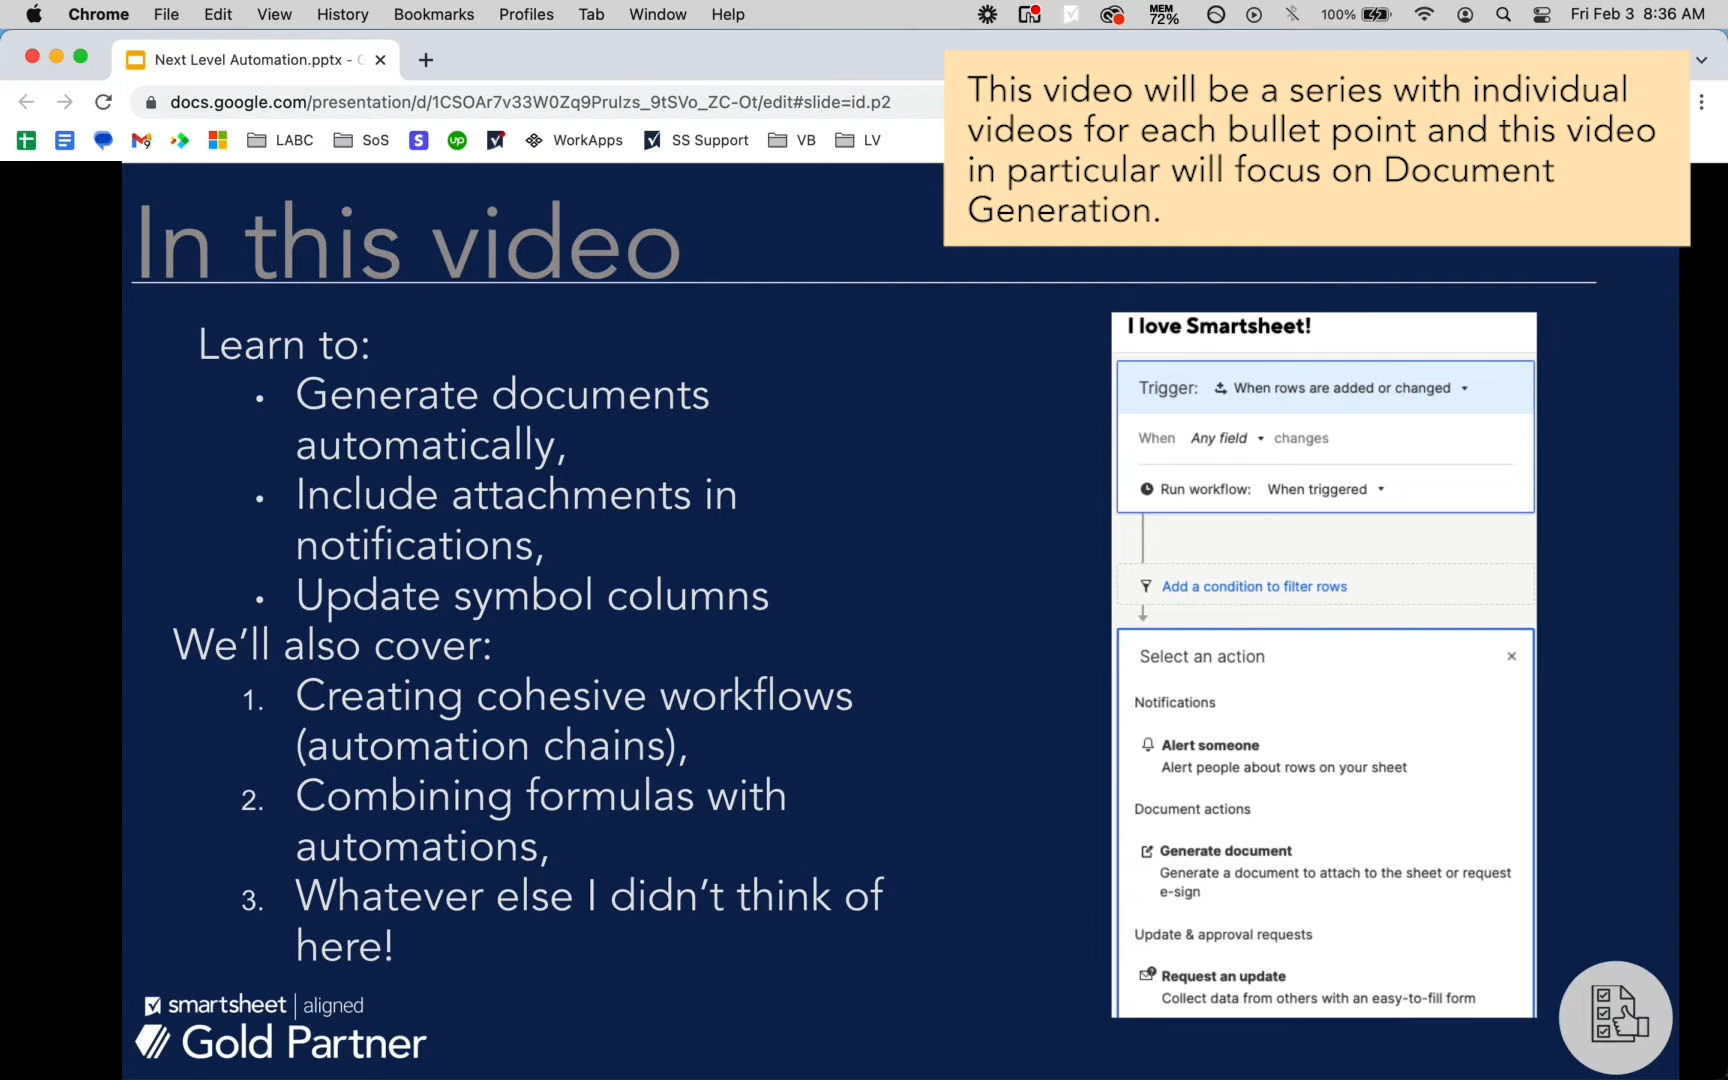 Chrome File Edit View History Bookmarks Profiles Tab Window Help MEM 72% 100% Fri Feb 3 8:36 AM
Next Level Automation.pptx -
docs.google.com/presentation/d/1CSOAr7v33W0Zq9Prulzs_9tSVo_ZC-Ot/edit#slide=id.p2
LABC SoS S up WorkApps SS Support VB LV
This video will be a series with individual
videos for each bullet point and this video
in particular will focus on Document
Generation.
In this video
Learn to:
• Generate documents
automatically,
• Include attachments in
notifications,
• Update symbol columns
We'll also cover:
1. Creating cohesive workflows
(automation chains),
2. Combining formulas with
automations,
3. Whatever else I didn't think of
here!
smartsheet | aligned
Gold Partner
I love Smartsheet!
Trigger: When rows are added or changed
When Any field changes
Run workflow: When triggered
Add a condition to filter rows
Select an action
Notifications
Alert someone
Alert people about rows on your sheet
Document actions
Generate document
Generate a document to attach to the sheet or request
e-sign
Update & approval requests
Request an update
Collect data from others with an easy-to-fill form